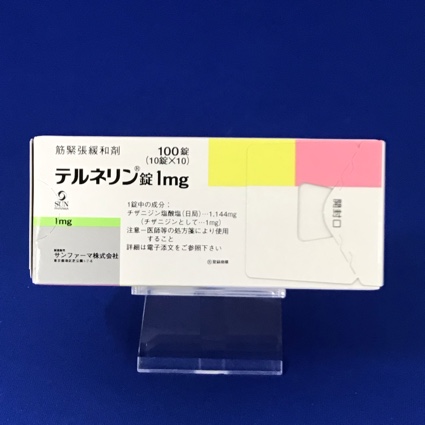 筋緊張緩和剤
100錠
(10錠×10)
テルネリン®錠1mg
SUN
1mg
1錠中の成分:
チザニジン塩酸塩(日局)…1.144mg
(チザニジンとして…1mg)
注意－医師等の処方箋により使用
すること
詳細は電子添文をご参照下さい
サンファーマ株式会社
Ⓡ登録商標
開封口